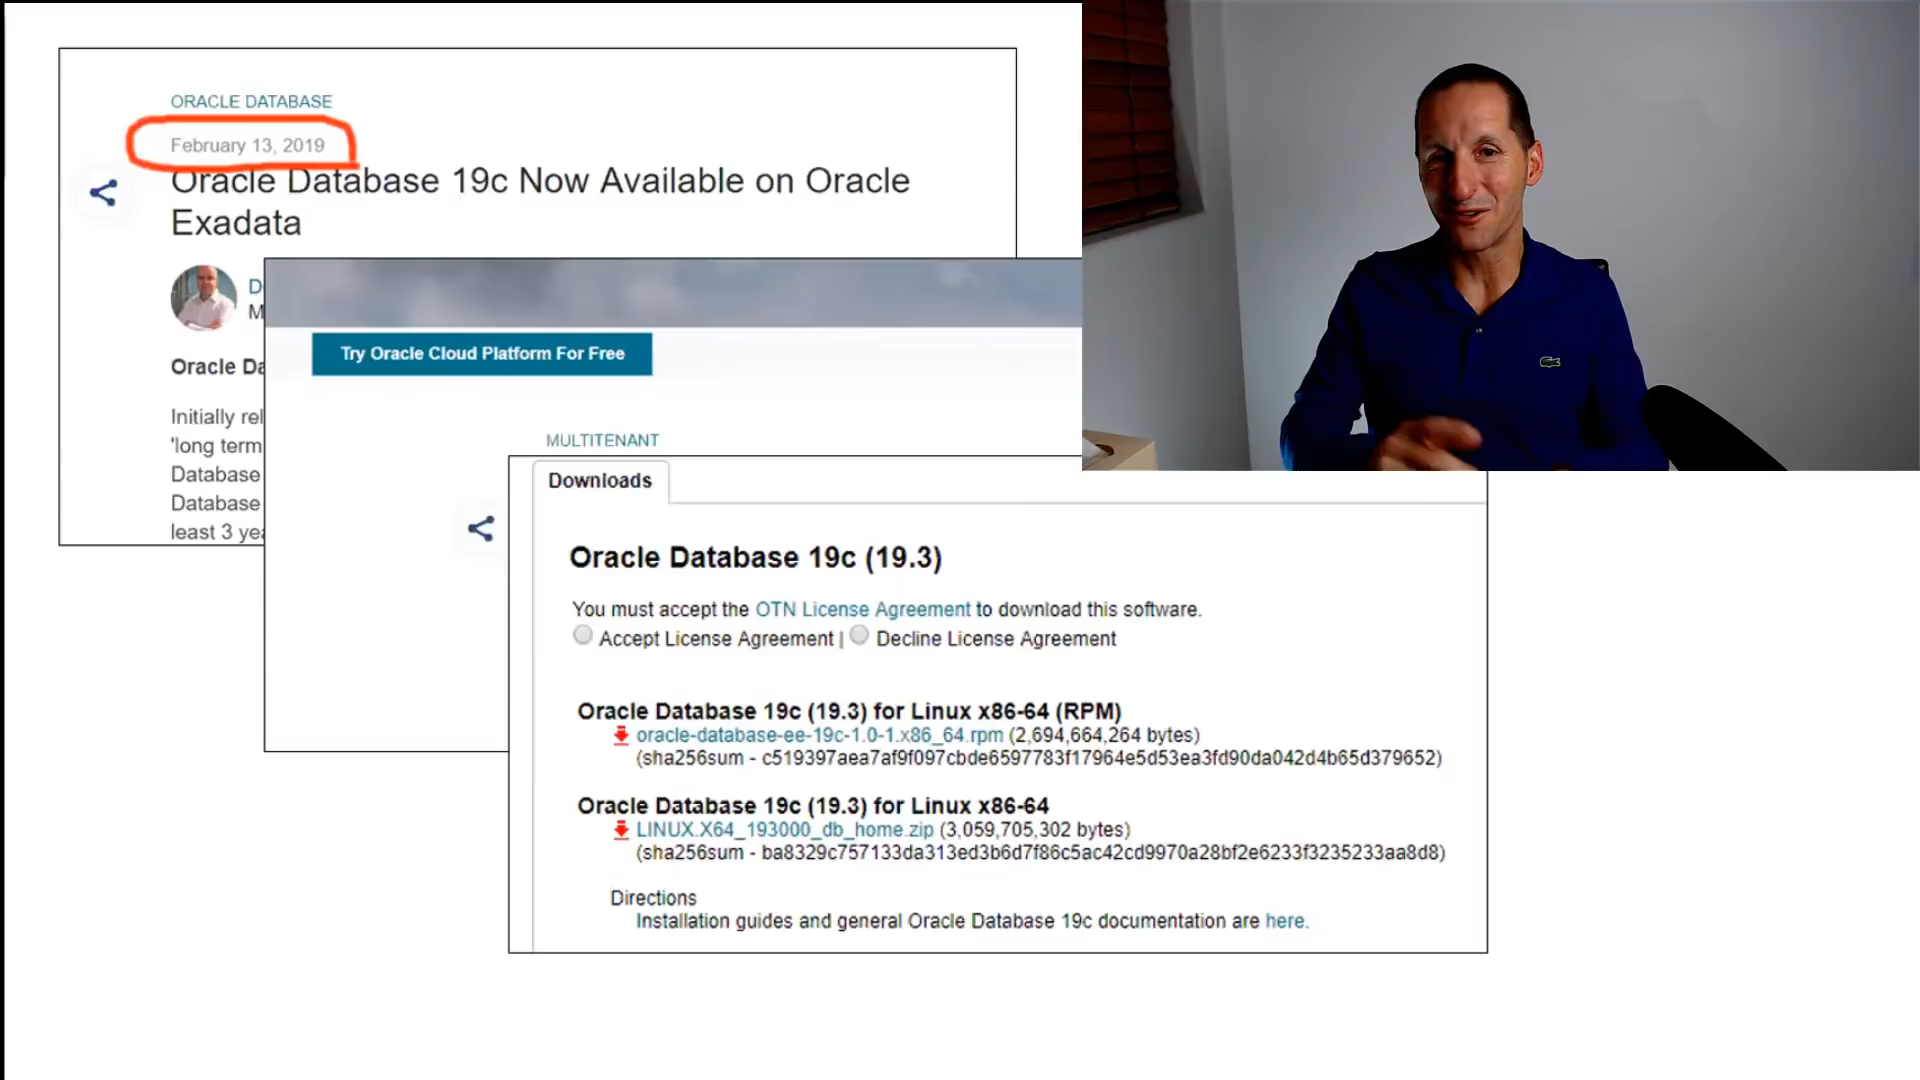 ORACLE DATABASE
February 13, 2019
Oracle Database 19c Now Available on Oracle
Exadata
D
M
Oracle Da
Initially rel
'long term
Database
Database
least 3 yea
Try Oracle Cloud Platform For Free
MULTITENANT
Downloads
Oracle Database 19c (19.3)
You must accept the OTN License Agreement to download this software.
Accept License Agreement | Decline License Agreement
Oracle Database 19c (19.3) for Linux x86-64 (RPM)
oracle-database-ee-19c-1.0-1.x86_64.rpm (2,694,664,264 bytes)
(sha256sum - c519397aea7af9f097cbde6597783f17964e5d53ea3fd90da042d4b65d379652)
Oracle Database 19c (19.3) for Linux x86-64
LINUX.X64_193000_db_home.zip (3,059,705,302 bytes)
(sha256sum - ba8329c757133da313ed3b6d7f86c5ac42cd9970a28bf2e6233f3235233aa8d8)
Directions
Installation guides and general Oracle Database 19c documentation are here.